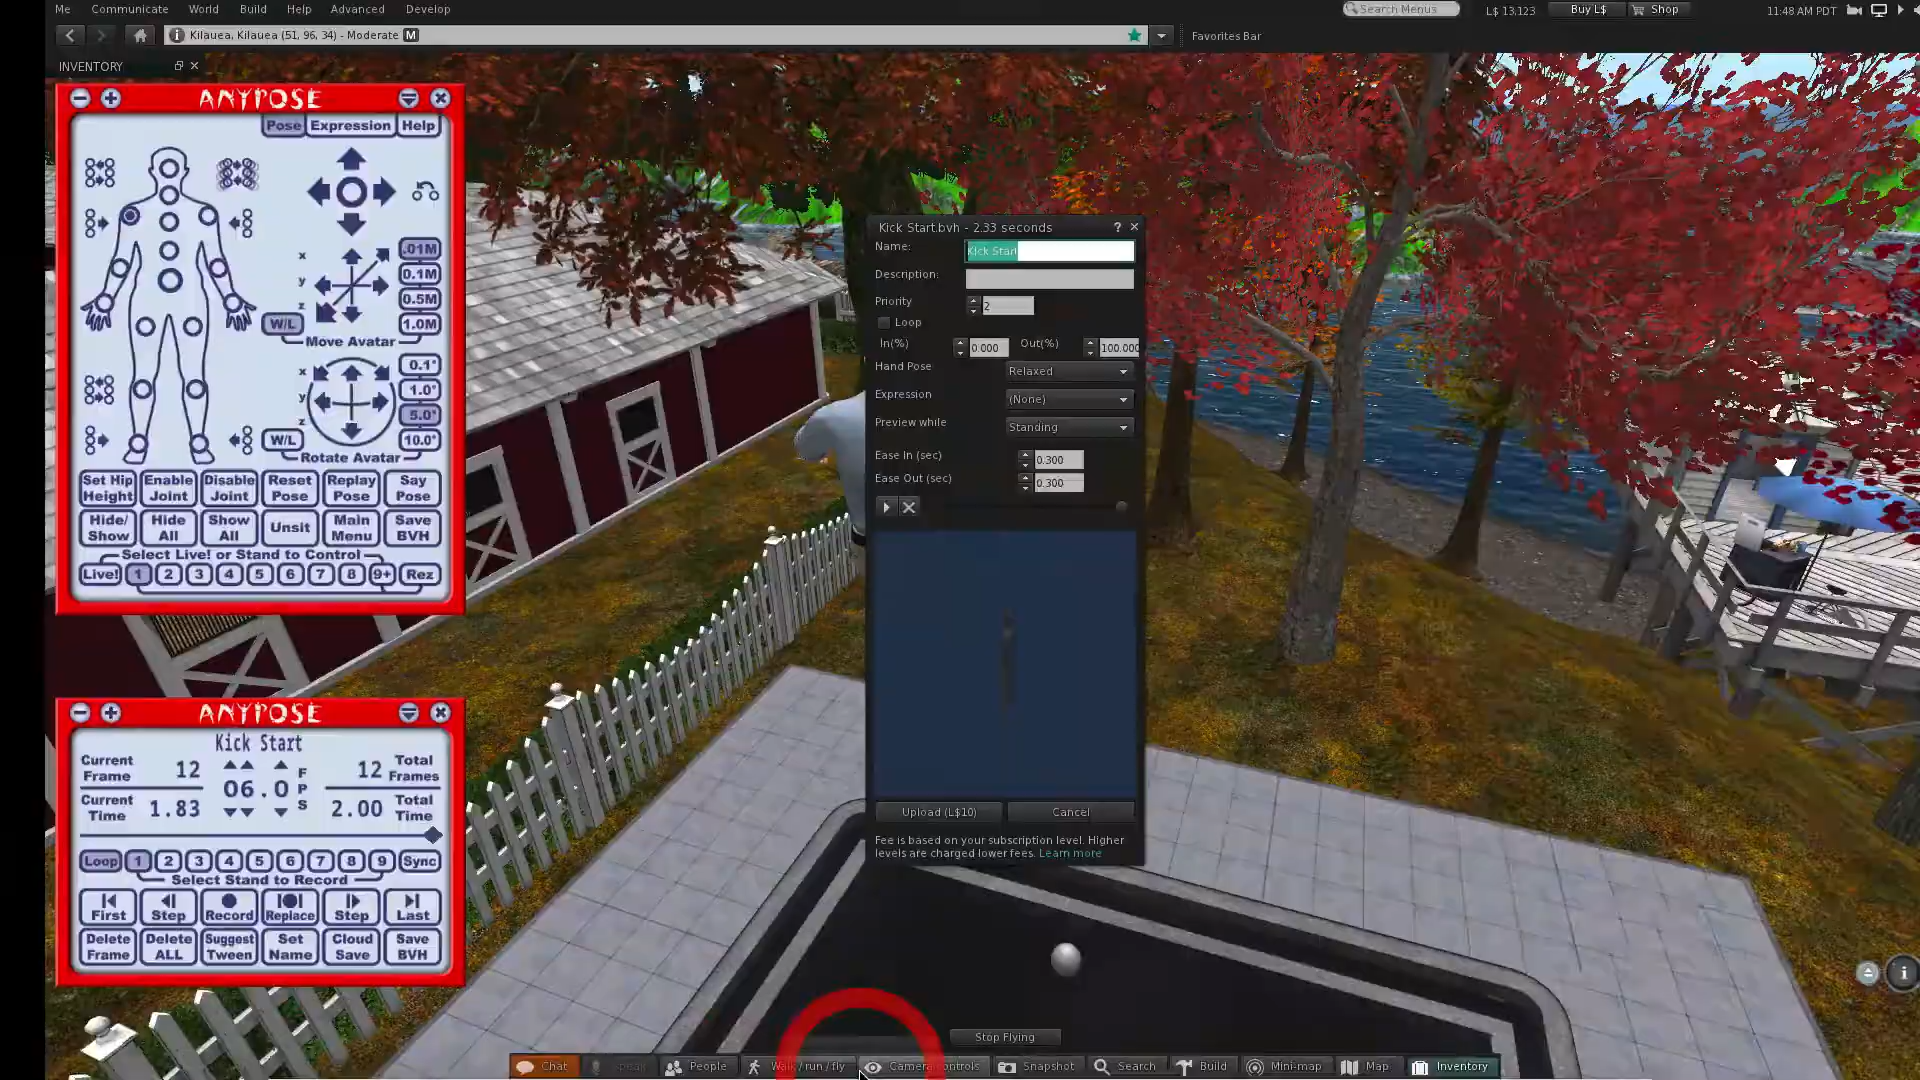 Me Communicate World Build Help Advanced Develop
Search Menus L$ 13,123 Buy L$ Shop 11:48 AM PDT
Kilauea, Kilauea (51, 96, 34) - Moderate M Favorites Bar
INVENTORY
ANYPOSE
Pose Expression Help
x
y
z
.01M
0.1M
0.5M
1.0M
W/L
Move Avatar
x
y
z
0.1°
1.0°
5.0°
10.0°
W/L
Rotate Avatar
Set Hip Height Enable Joint Disable Joint Reset Pose Replay Pose Say Pose
Hide/ Show Hide All Show All Unsit Main Menu Save BVH
Select Live! or Stand to Control
Live! 1 2 3 4 5 6 7 8 9+ Rez
Kick Start.bvh - 2.33 seconds ?
Name: Kick Start
Description:
Priority 2
Loop
In(%) 0.000 Out(%) 100.000
Hand Pose Relaxed
Expression (None)
Preview while Standing
Ease In (sec) 0.300
Ease Out (sec) 0.300
Upload (L$10) Cancel
Fee is based on your subscription level. Higher
levels are charged lower fees. Learn more
ANYPOSE
Kick Start
Current Frame 12 06.0 FPS 12 Total Frames
Current Time 1.83 2.00 Total Time
Loop 1 2 3 4 5 6 7 8 9 Sync
Select Stand to Record
First Step Record Replace Step Last
Delete Frame Delete ALL Suggest Tween Set Name Cloud Save Save BVH
Stop Flying
Chat Speak People Walk / run / fly Camera controls Snapshot Search Build Mini-map Map Inventory